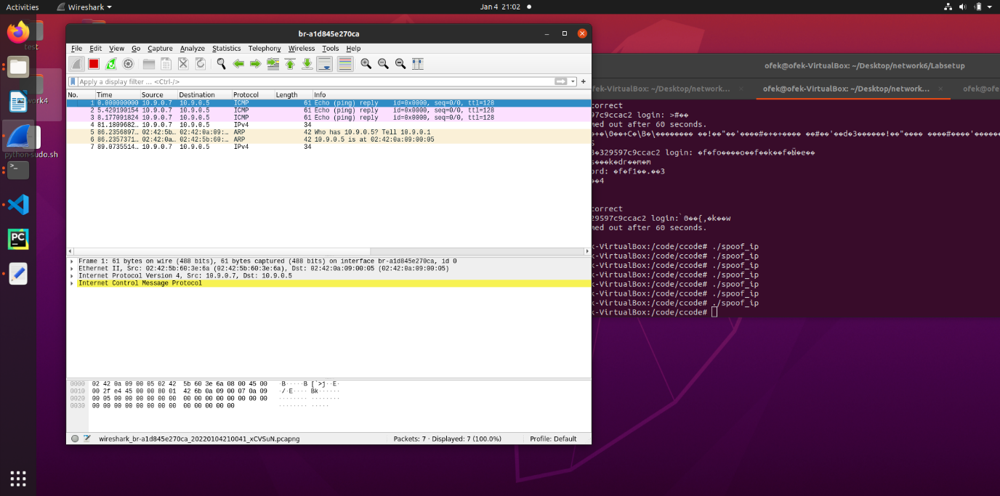 Activities Wireshark Jan 4 21:02
test
work4
python-sudo.sh
br-a1d845e270ca
File Edit View Go Capture Analyze Statistics Telephony Wireless Tools Help
Apply a display filter ... <Ctrl-/>
No. Time Source Destination Protocol Length Info
1 0.000000000 10.9.0.7 10.9.0.5 ICMP 61 Echo (ping) reply id=0x0000, seq=0/0, ttl=128
2 5.429190154 10.9.0.7 10.9.0.5 ICMP 61 Echo (ping) reply id=0x0000, seq=0/0, ttl=128
3 8.177091824 10.9.0.7 10.9.0.5 ICMP 61 Echo (ping) reply id=0x0000, seq=0/0, ttl=128
4 81.1809682… 10.9.0.7 10.9.0.5 IPv4 34
5 86.2356897… 02:42:5b… 02:42:0a:09:… ARP 42 Who has 10.9.0.5? Tell 10.9.0.1
6 86.2357371… 02:42:0a… 02:42:5b:60:… ARP 42 10.9.0.5 is at 02:42:0a:09:00:05
7 89.0735514… 10.9.0.7 10.9.0.5 IPv4 34
Frame 1: 61 bytes on wire (488 bits), 61 bytes captured (488 bits) on interface br-a1d845e270ca, id 0
Ethernet II, Src: 02:42:5b:60:3e:6a (02:42:5b:60:3e:6a), Dst: 02:42:0a:09:00:05 (02:42:0a:09:00:05)
Internet Protocol Version 4, Src: 10.9.0.7, Dst: 10.9.0.5
Internet Control Message Protocol
0000 02 42 0a 09 00 05 02 42 5b 60 3e 6a 08 00 45 00 ·B·····B [`>j··E·
0010 00 2f e4 45 00 00 80 01 42 6b 0a 09 00 07 0a 09 ·/·E···· Bk······
0020 00 05 00 00 00 00 00 00 00 00 00 00 00 00 00 00 ········ ········
0030 00 00 00 00 00 00 00 00 00 00 00 00 00 ········ ·····
wireshark_br-a1d845e270ca_20220104210041_xCVSuN.pcapng Packets: 7 · Displayed: 7 (100.0%) Profile: Default
ofek@ofek-VirtualBox: ~/Desktop/network6/Labsetup
fek-VirtualBox: ~/Desktop/network... ofek@ofek-VirtualBox: ~/Desktop/network... ofek@ofe
correct
97c9ccac2 login: >#��
med out after 60 seconds.
�329597c9ccac2 login: �f�fo����o��f��k��f�
s���k�dr��m�m
ord: �f�f1��.��3
��4
correct
29597c9ccac2 login:`0��{,�k��w
med out after 60 seconds.
k-VirtualBox:/code/ccode# ./spoof_ip
k-VirtualBox:/code/ccode# ./spoof_ip
k-VirtualBox:/code/ccode# ./spoof_ip
k-VirtualBox:/code/ccode# ./spoof_ip
k-VirtualBox:/code/ccode# ./spoof_ip
k-VirtualBox:/code/ccode# ./spoof_ip
k-VirtualBox:/code/ccode# ./spoof_ip
k-VirtualBox:/code/ccode#